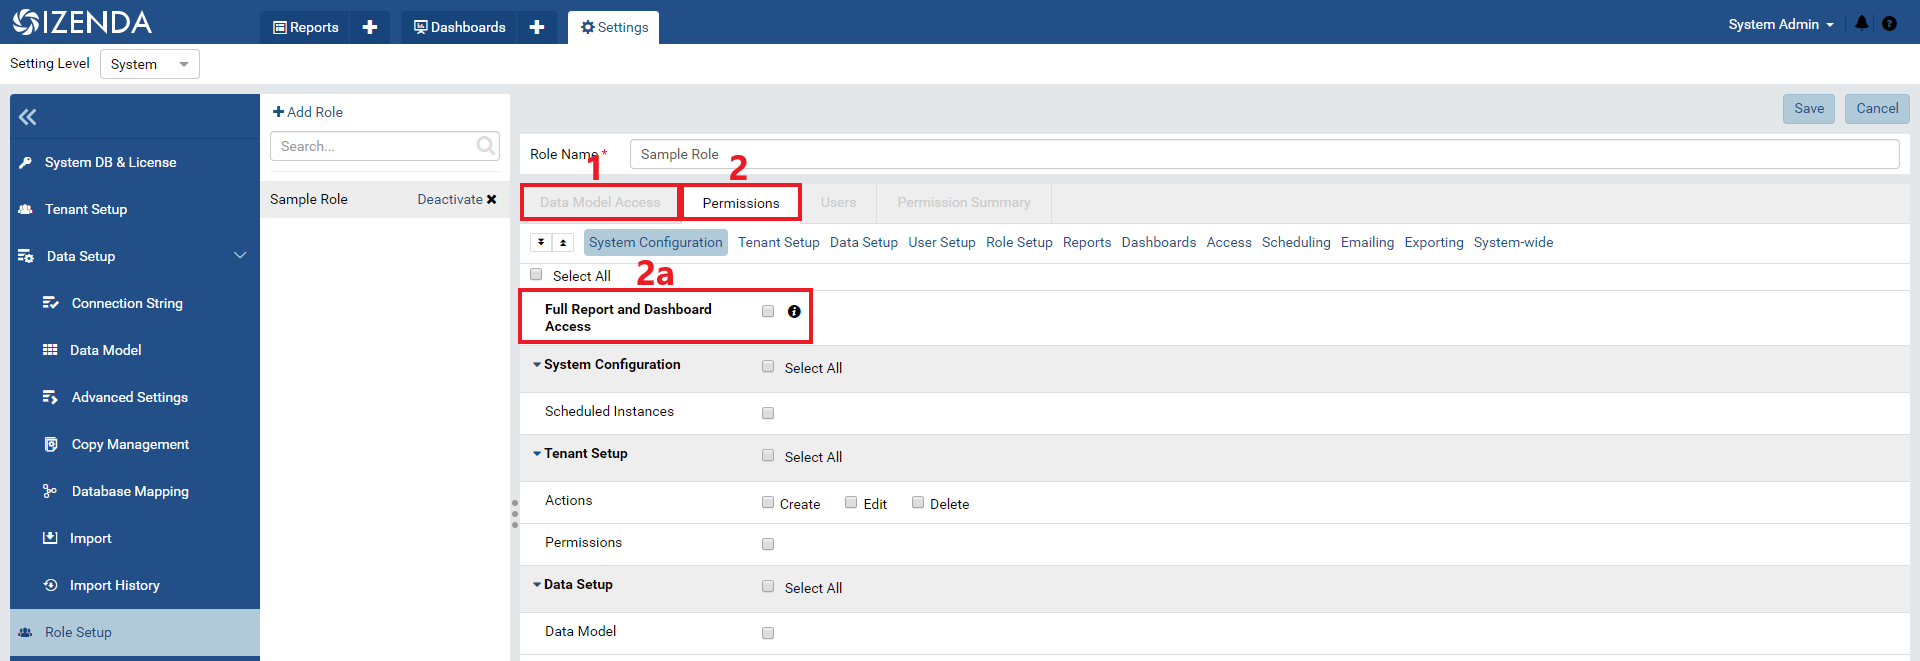 IZENDA
Reports
Dashboards
Settings
System Admin
Setting Level System
Save Cancel
System DB & License
Tenant Setup
Data Setup
Connection String
Data Model
Advanced Settings
Copy Management
Database Mapping
Import
Import History
Role Setup
Add Role
Search...
Sample Role Deactivate
Role Name * Sample Role
1 2
Data Model Access Permissions Users Permission Summary
System Configuration Tenant Setup Data Setup User Setup Role Setup Reports Dashboards Access Scheduling Emailing Exporting System-wide
Select All 2a
Full Report and Dashboard
Access
System Configuration Select All
Scheduled Instances
Tenant Setup Select All
Actions Create Edit Delete
Permissions
Data Setup Select All
Data Model